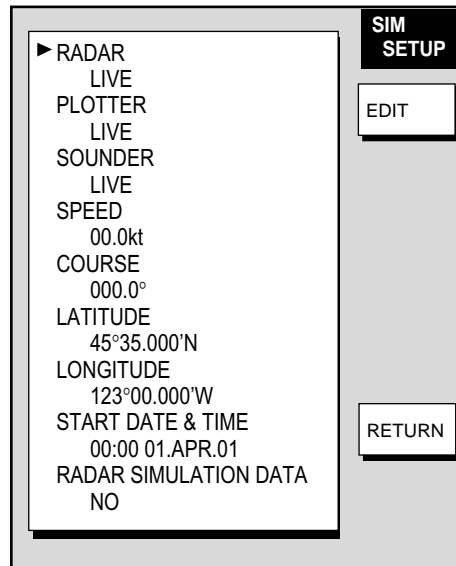 SIM
SETUP
▶ RADAR
LIVE
PLOTTER
LIVE
SOUNDER
LIVE
SPEED
00.0kt
COURSE
000.0°
LATITUDE
45°35.000'N
LONGITUDE
123°00.000'W
START DATE & TIME
00:00 01.APR.01
RADAR SIMULATION DATA
NO
EDIT
RETURN